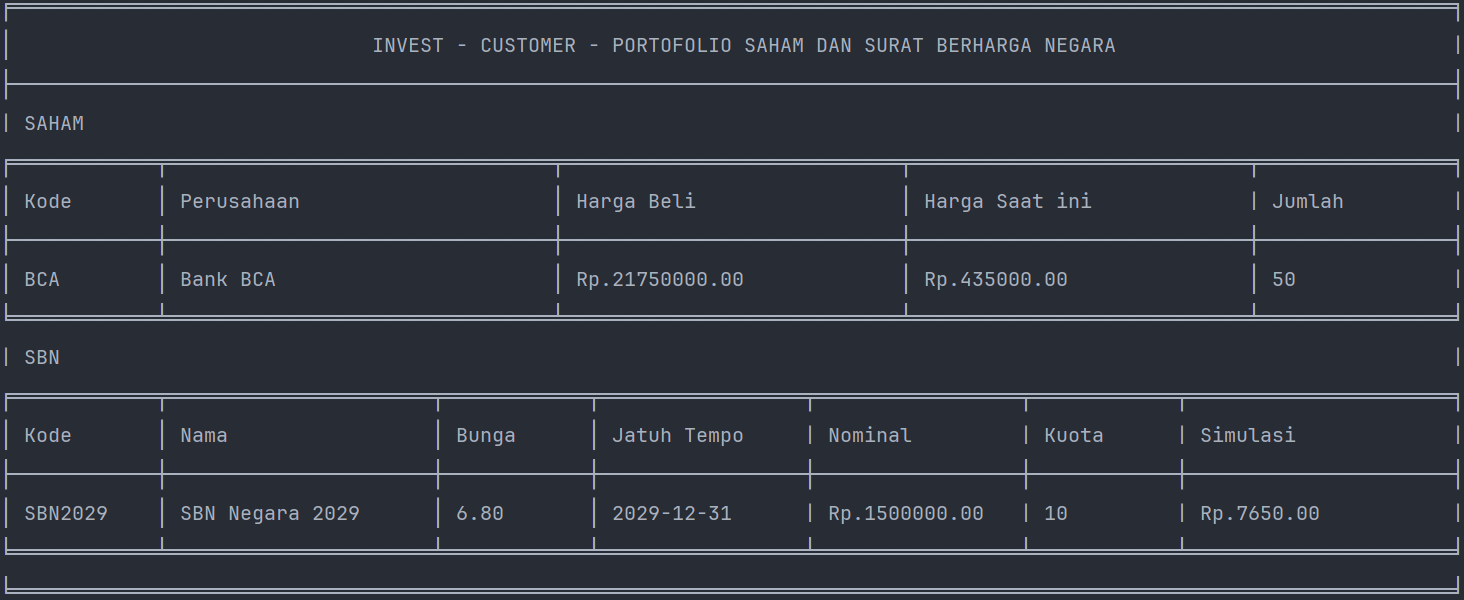 INVEST - CUSTOMER - PORTOFOLIO SAHAM DAN SURAT BERHARGA NEGARA
SAHAM
Kode Perusahaan Harga Beli Harga Saat ini Jumlah
BCA Bank BCA Rp.21750000.00 Rp.435000.00 50
SBN
Kode Nama Bunga Jatuh Tempo Nominal Kuota Simulasi
SBN2029 SBN Negara 2029 6.80 2029-12-31 Rp.1500000.00 10 Rp.7650.00